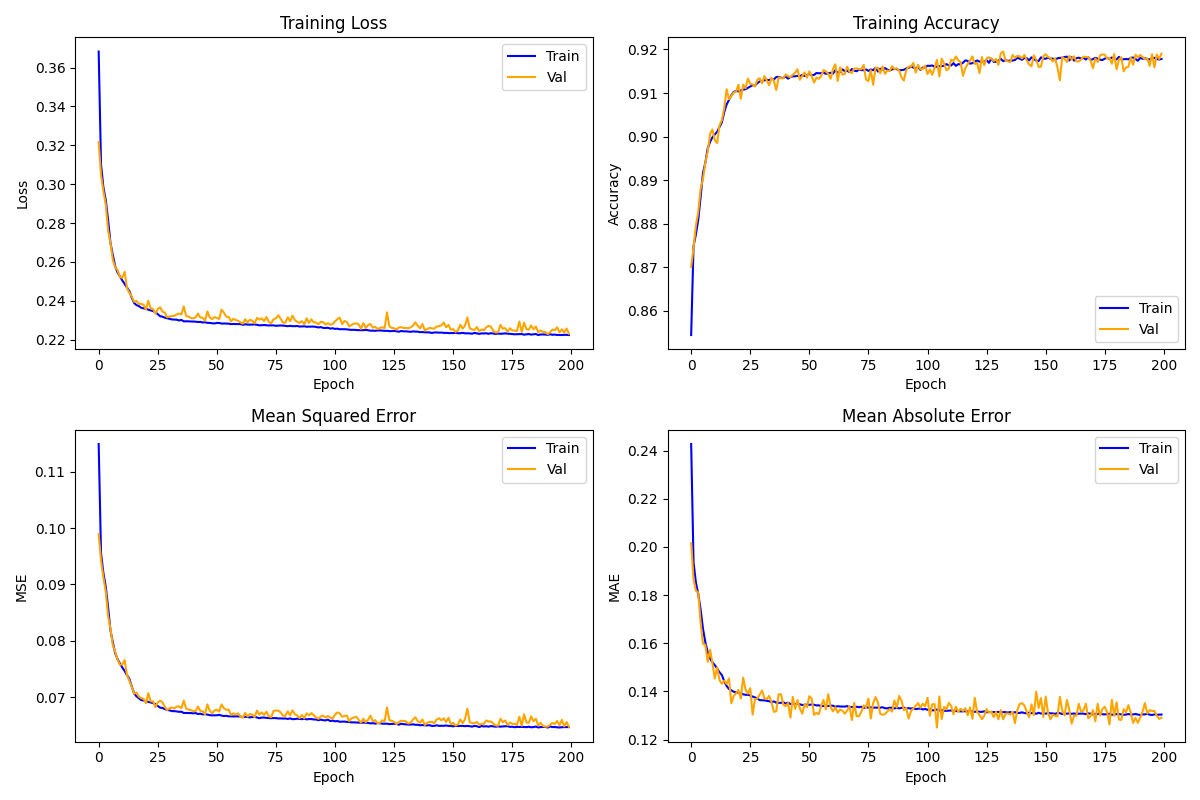 Training Loss
Loss
0.36
0.34
0.32
0.30
0.28
0.26
0.24
0.22
Train
Val
0 25 50 75 100 125 150 175 200
Epoch
Training Accuracy
Accuracy
0.92
0.91
0.90
0.89
0.88
0.87
0.86
Train
Val
0 25 50 75 100 125 150 175 200
Epoch
Mean Squared Error
MSE
0.11
0.10
0.09
0.08
0.07
Train
Val
0 25 50 75 100 125 150 175 200
Epoch
Mean Absolute Error
MAE
0.24
0.22
0.20
0.18
0.16
0.14
0.12
Train
Val
0 25 50 75 100 125 150 175 200
Epoch